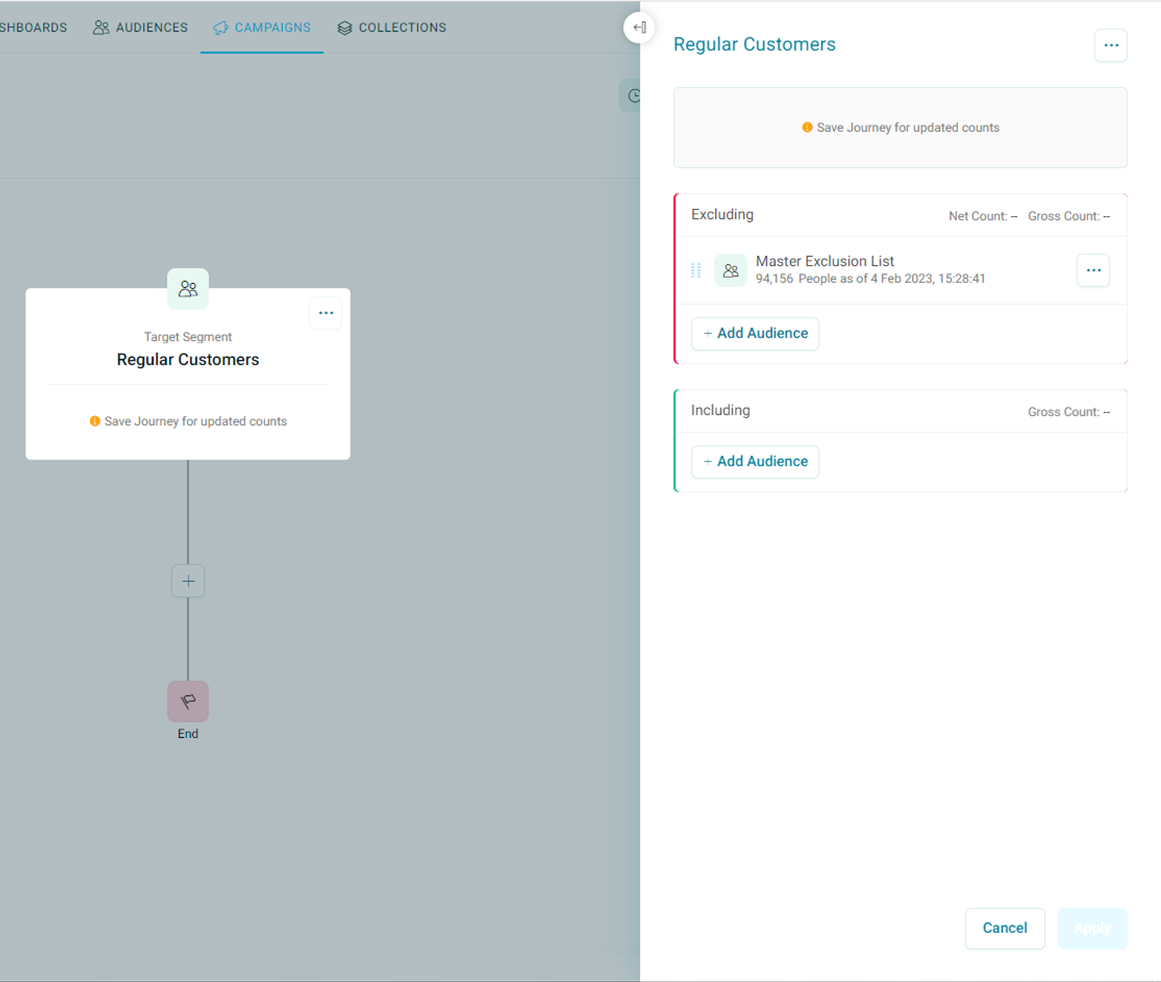 SHBOARDS
AUDIENCES
CAMPAIGNS
COLLECTIONS
Target Segment
Regular Customers
Save Journey for updated counts
End
Regular Customers
Save Journey for updated counts
Excluding
Net Count: -- Gross Count: --
Master Exclusion List
94,156 People as of 4 Feb 2023, 15:28:41
+ Add Audience
Including
Gross Count: --
+ Add Audience
Cancel
Apply